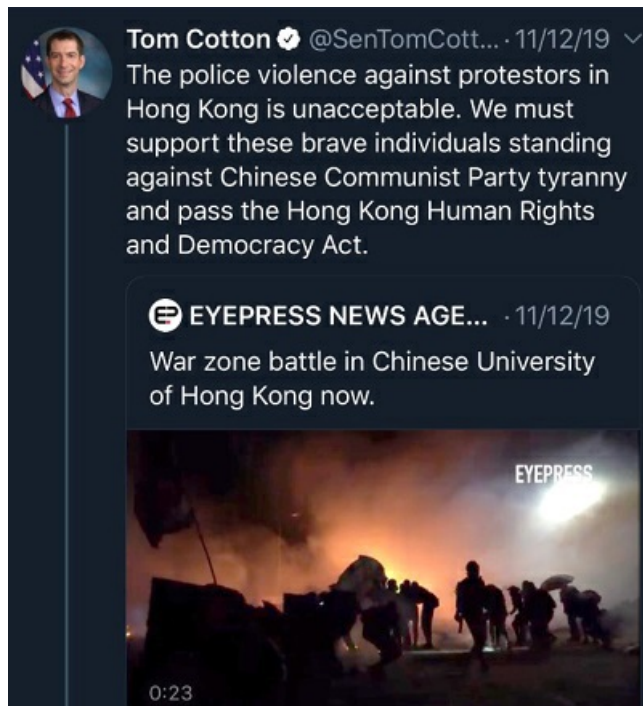 Tom Cotton @SenTomCott... · 11/12/19
The police violence against protestors in
Hong Kong is unacceptable. We must
support these brave individuals standing
against Chinese Communist Party tyranny
and pass the Hong Kong Human Rights
and Democracy Act.
EYEPRESS NEWS AGE... · 11/12/19
War zone battle in Chinese University
of Hong Kong now.
EYEPRESS
0:23